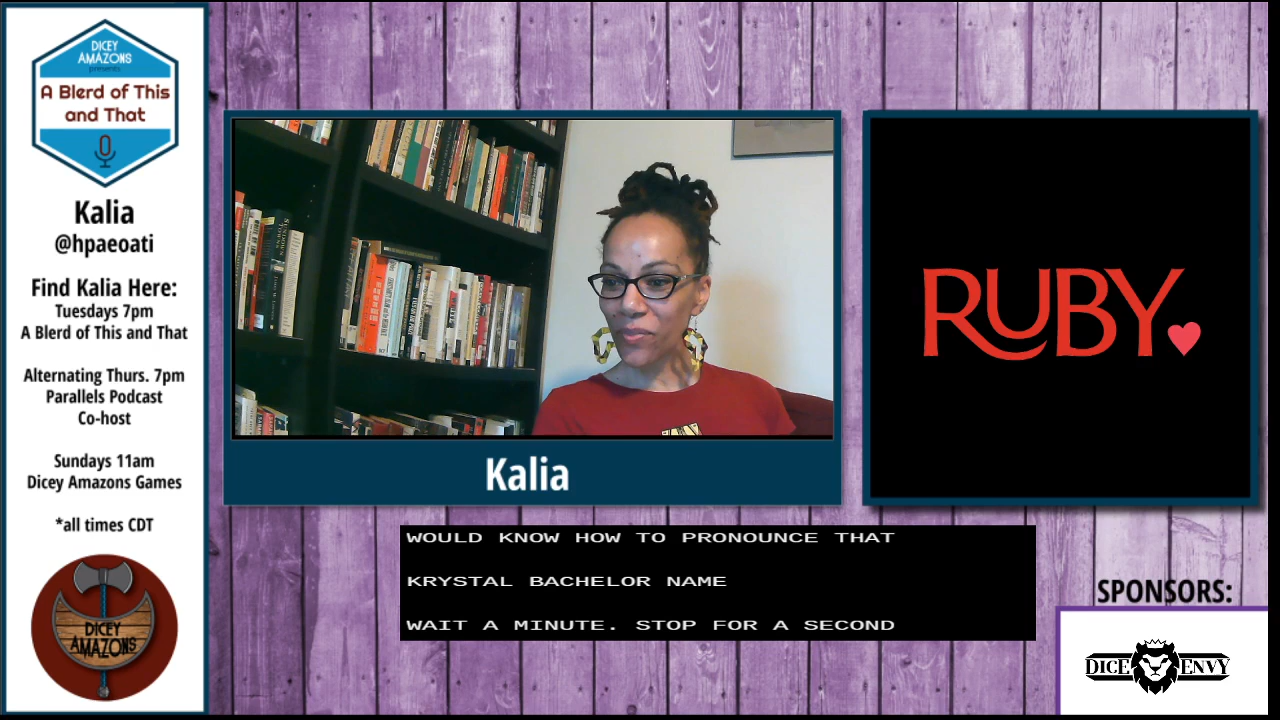 DICEY
AMAZONS
presents
A Blerd of This
and That
Kalia
@hpaeoati
Find Kalia Here:
Tuesdays 7pm
A Blerd of This and That
Alternating Thurs. 7pm
Parallels Podcast
Co-host
Sundays 11am
Dicey Amazons Games
*all times CDT
DICEY
AMAZONS
Kalia
RUBY
WOULD KNOW HOW TO PRONOUNCE THAT
KRYSTAL BACHELOR NAME
WAIT A MINUTE. STOP FOR A SECOND
SPONSORS:
DICE ENVY